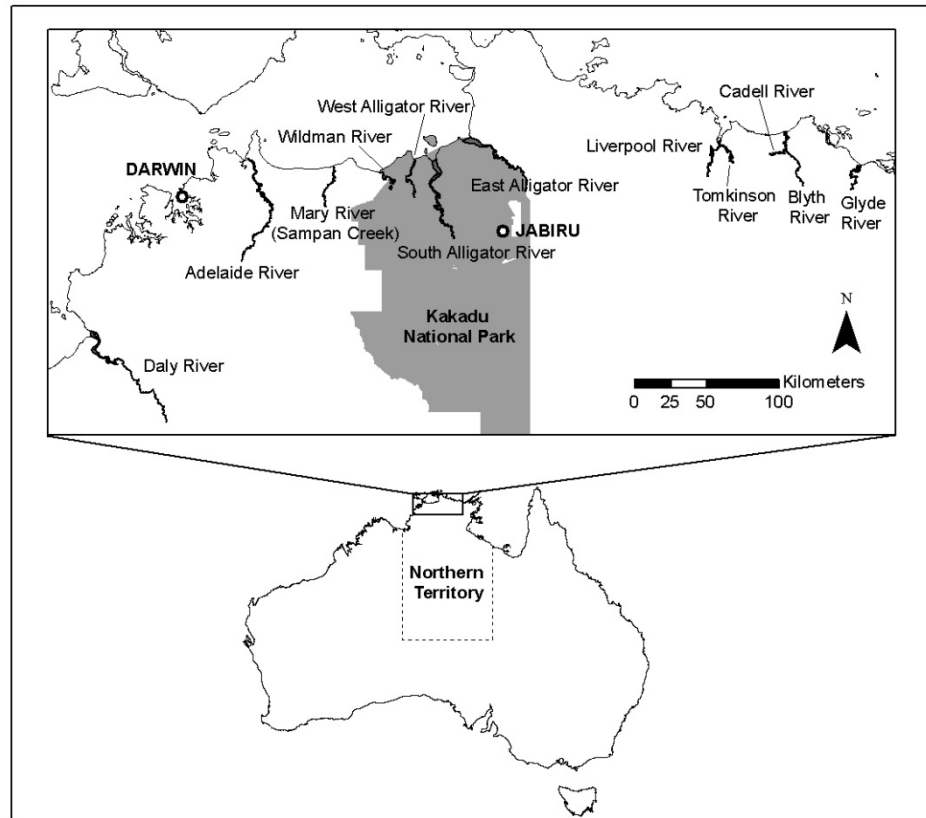 West Alligator River
Cadell River
Wildman River
Liverpool River
DARWIN
East Alligator River
Tomkinson
River
Blyth
River
Glyde
River
Mary River
(Sampan Creek)
JABIRU
South Alligator River
Adelaide River
N
Kakadu
National Park
Daly River
Kilometers
0 25 50 100
Northern
Territory